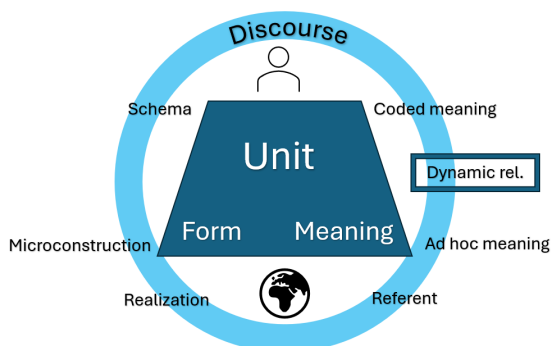 Discourse
Schema
Coded meaning
Unit
Dynamic rel.
Form
Meaning
Microconstruction
Ad hoc meaning
Realization
Referent